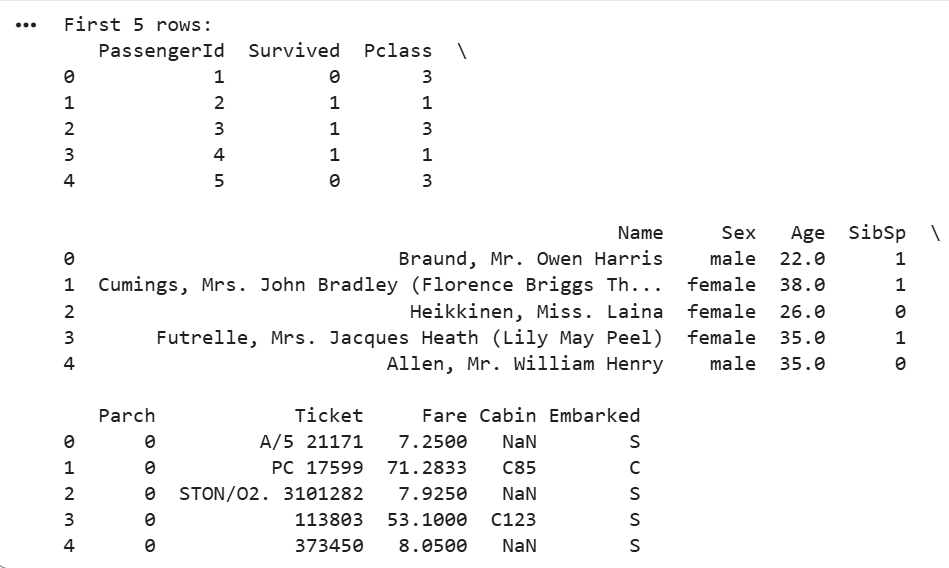 ••• First 5 rows:
   PassengerId  Survived  Pclass  \
0            1         0       3
1            2         1       1
2            3         1       3
3            4         1       1
4            5         0       3
                                                Name     Sex   Age  SibSp  \
0                            Braund, Mr. Owen Harris    male  22.0      1
1  Cumings, Mrs. John Bradley (Florence Briggs Th...  female  38.0      1
2                             Heikkinen, Miss. Laina  female  26.0      0
3       Futrelle, Mrs. Jacques Heath (Lily May Peel)  female  35.0      1
4                           Allen, Mr. William Henry    male  35.0      0
   Parch            Ticket     Fare Cabin Embarked
0      0         A/5 21171   7.2500   NaN        S
1      0          PC 17599  71.2833   C85        C
2      0  STON/O2. 3101282   7.9250   NaN        S
3      0            113803  53.1000  C123        S
4      0            373450   8.0500   NaN        S